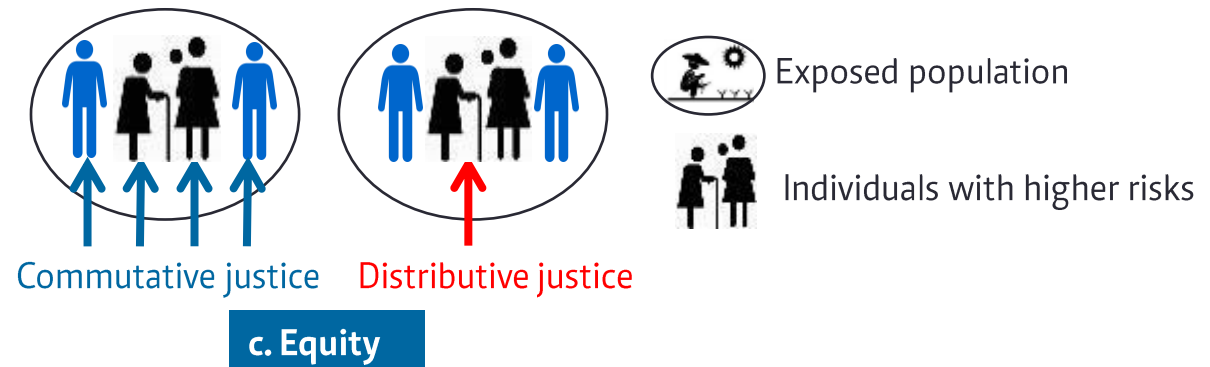 Exposed population
Individuals with higher risks
Commutative justice
Distributive justice
c. Equity